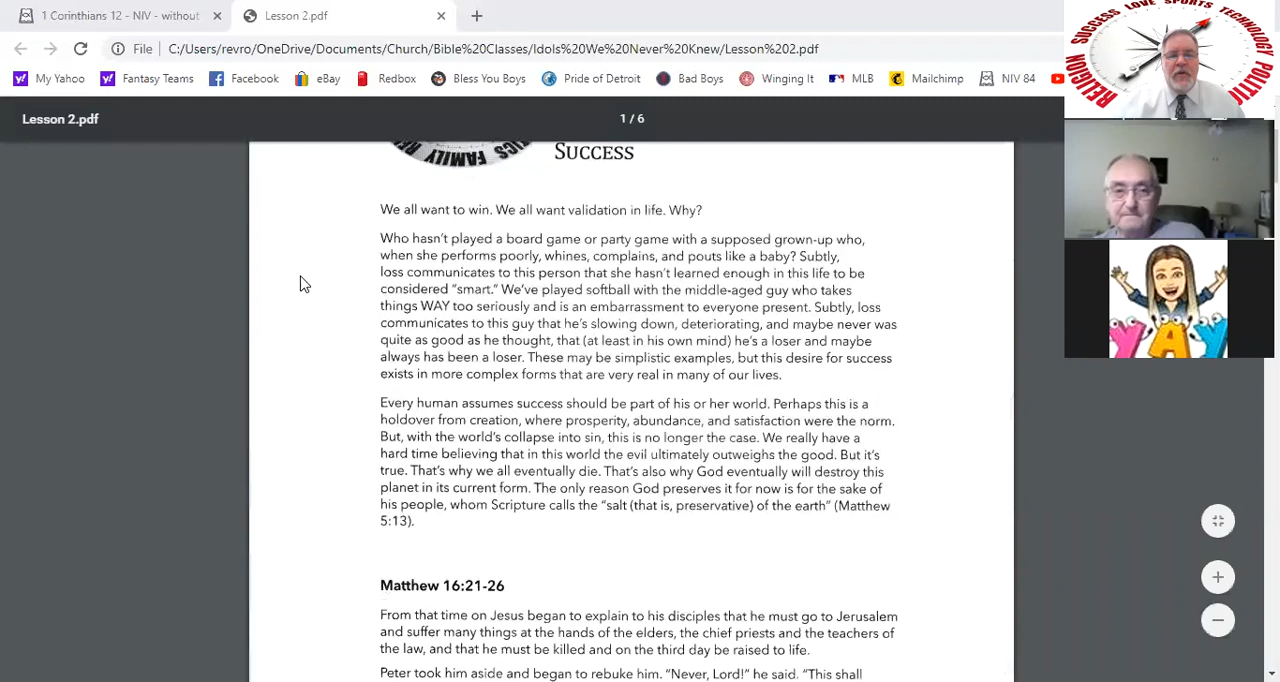 1 Corinthians 12 - NIV - without
Lesson 2.pdf
File
C:/Users/revro/OneDrive/Documents/Church/Bible%20Classes/Idols%20We%20Never%20Knew/Lesson%202.pdf
My Yahoo
Fantasy Teams
Facebook
eBay
Redbox
Bless You Boys
Pride of Detroit
Bad Boys
Winging It
MLB
Mailchimp
NIV 84
RELIGION SUCCESS LOVE SPORTS TECHNOLOGY
Lesson 2.pdf
1 / 6
FAMILY
SUCCESS
We all want to win. We all want validation in life. Why?
Who hasn't played a board game or party game with a supposed grown-up who,
when she performs poorly, whines, complains, and pouts like a baby? Subtly,
loss communicates to this person that she hasn't learned enough in this life to be
considered "smart." We've played softball with the middle-aged guy who takes
things WAY too seriously and is an embarrassment to everyone present. Subtly, loss
communicates to this guy that he's slowing down, deteriorating, and maybe never was
quite as good as he thought, that (at least in his own mind) he's a loser and maybe
always has been a loser. These may be simplistic examples, but this desire for success
exists in more complex forms that are very real in many of our lives.
Every human assumes success should be part of his or her world. Perhaps this is a
holdover from creation, where prosperity, abundance, and satisfaction were the norm.
But, with the world's collapse into sin, this is no longer the case. We really have a
hard time believing that in this world the evil ultimately outweighs the good. But it's
true. That's why we all eventually die. That's also why God eventually will destroy this
planet in its current form. The only reason God preserves it for now is for the sake of
his people, whom Scripture calls the "salt (that is, preservative) of the earth" (Matthew
5:13).
Matthew 16:21-26
From that time on Jesus began to explain to his disciples that he must go to Jerusalem
and suffer many things at the hands of the elders, the chief priests and the teachers of
the law, and that he must be killed and on the third day be raised to life.
Peter took him aside and began to rebuke him. "Never, Lord!" he said. "This shall
YAY